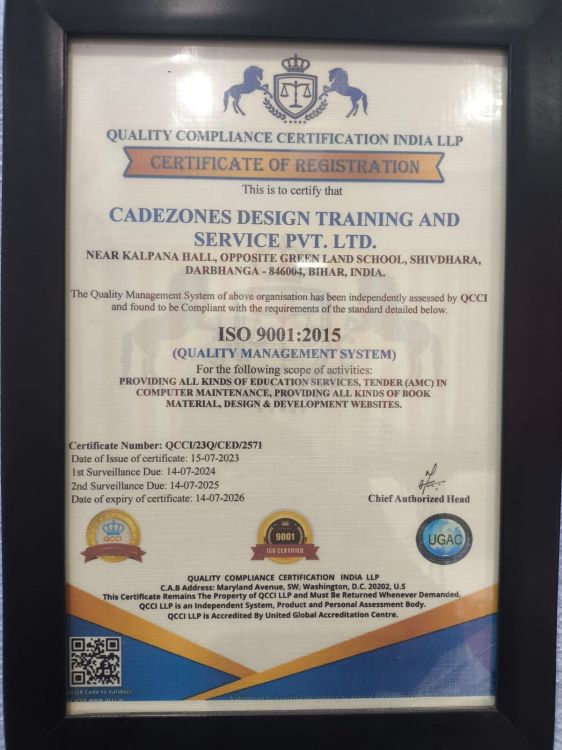 QUALITY COMPLIANCE CERTIFICATION INDIA LLP
CERTIFICATE OF REGISTRATION
This is to certify that
CADEZONES DESIGN TRAINING AND
SERVICE PVT. LTD.
NEAR KALPANA HALL, OPPOSITE GREEN LAND SCHOOL, SHIVDHARA,
DARBHANGA - 846004, BIHAR, INDIA.
The Quality Management System of above organisation has been independently assessed by QCCI
and found to be Compliant with the requirements of the standard detailed below.
ISO 9001:2015
(QUALITY MANAGEMENT SYSTEM)
For the following scope of activities:
PROVIDING ALL KINDS OF EDUCATION SERVICES, TENDER (AMC) IN
COMPUTER MAINTENANCE, PROVIDING ALL KINDS OF BOOK
MATERIAL, DESIGN & DEVELOPMENT WEBSITES.
Certificate Number: QCCI/23Q/CED/2571
Date of Issue of certificate: 15-07-2023
1st Surveillance Due: 14-07-2024
2nd Surveillance Due: 14-07-2025
Date of expiry of certificate: 14-07-2026
Chief Authorized Head
QCCI
9001
ISO CERTIFIED
UGAC
QUALITY COMPLIANCE CERTIFICATION INDIA LLP
C.A.B Address: Maryland Avenue, SW, Washington, D.C. 20202, U.S
This Certificate Remains The Property of QCCI LLP and Must Be Returned Whenever Demanded.
QCCI LLP is an Independent System, Product and Personal Assessment Body.
QCCI LLP is Accredited By United Global Accreditation Centre.
QR Code to Validate
visit www.qcci.in